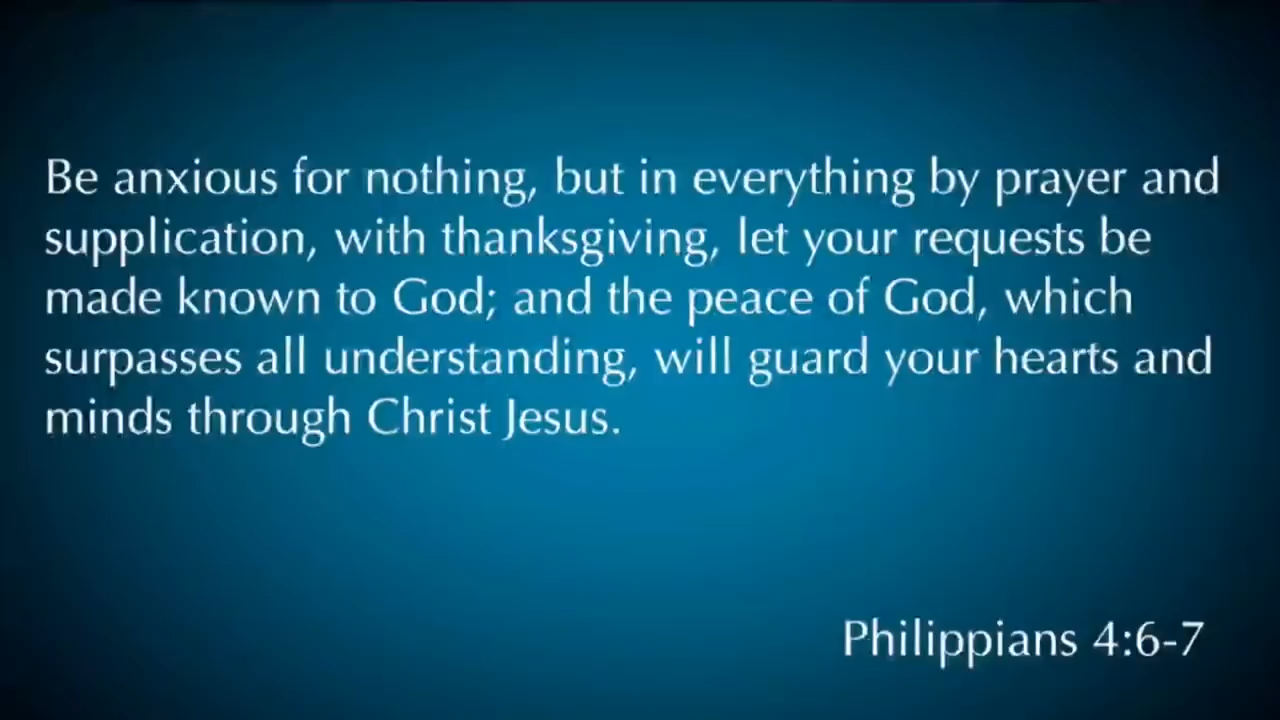 Be anxious for nothing, but in everything by prayer and
supplication, with thanksgiving, let your requests be
made known to God; and the peace of God, which
surpasses all understanding, will guard your hearts and
minds through Christ Jesus.
Philippians 4:6-7